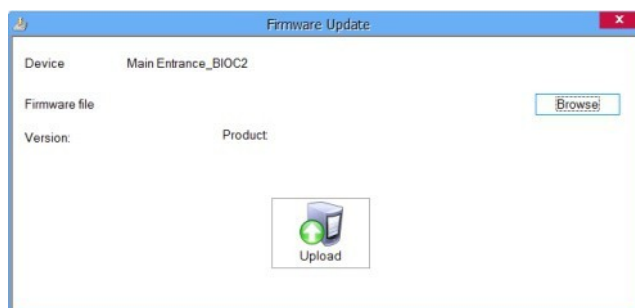 Firmware Update
x
Device Main Entrance_BIOC2
Firmware file Browse
Version: Product:
Upload